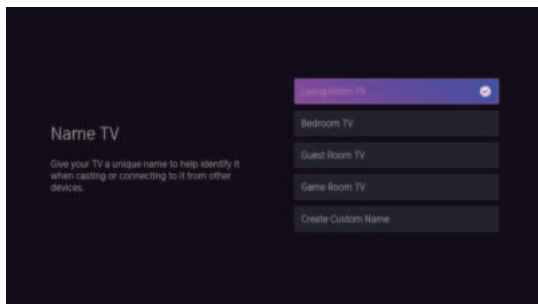 Name TV
Give your TV a unique name to help identify it
when casting or connecting to it from other
devices.
Living Room TV
Bedroom TV
Guest Room TV
Game Room TV
Create Custom Name